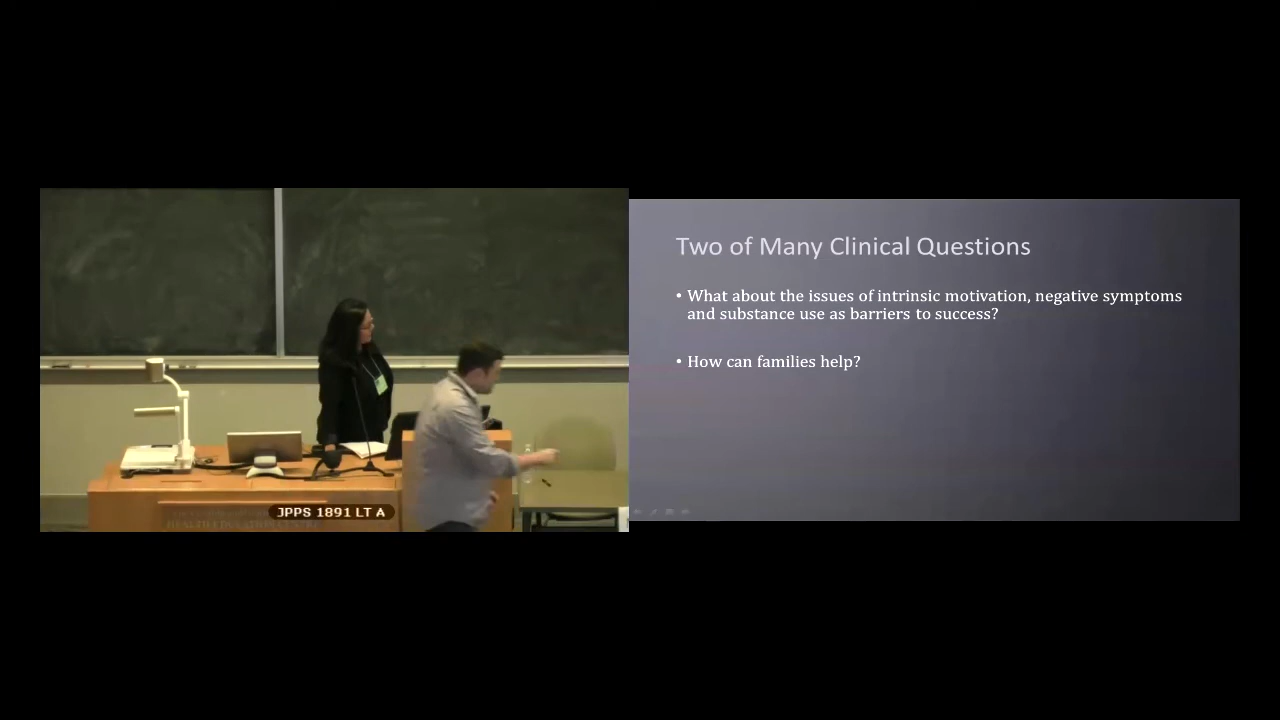 Two of Many Clinical Questions
• What about the issues of intrinsic motivation, negative symptoms
and substance use as barriers to success?
• How can families help?
JPPS 1891 LT A